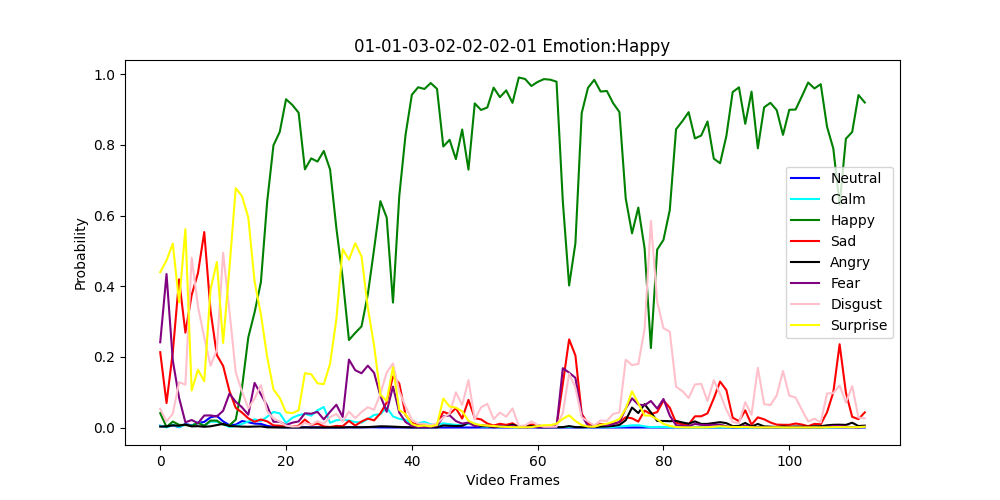 01-01-03-02-02-02-01 Emotion:Happy
Probability
1.0
0.8
0.6
0.4
0.2
0.0
0
20
40
60
80
100
Video Frames
Neutral
Calm
Happy
Sad
Angry
Fear
Disgust
Surprise